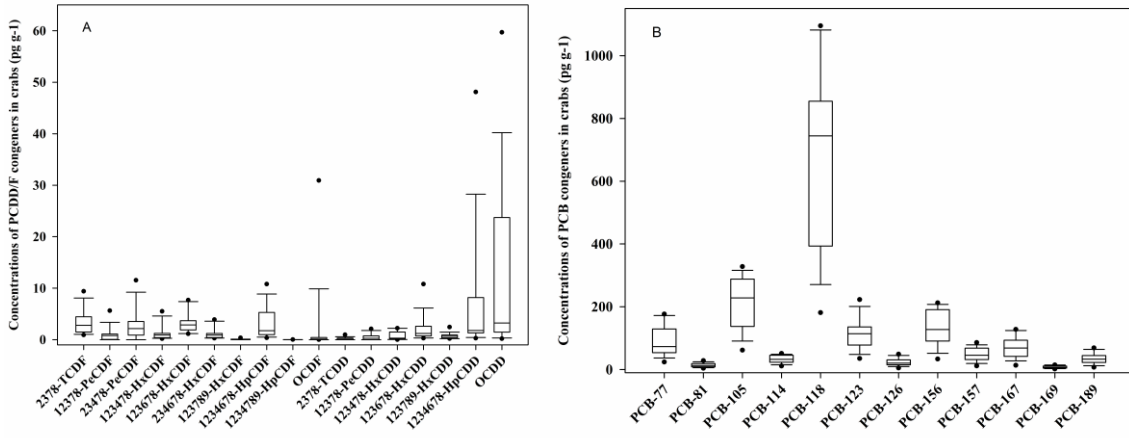 A
Concentrations of PCDD/F congeners in crabs (pg g-1)
60
50
40
30
20
10
0
2378-TCDF
12378-PeCDF
23478-PeCDF
123478-HxCDF
123678-HxCDF
234678-HxCDF
123789-HxCDF
1234678-HpCDF
1234789-HpCDF
OCDF
2378-TCDD
12378-PeCDD
123478-HxCDD
123678-HxCDD
123789-HxCDD
1234678-HpCDD
OCDD
B
Concentrations of PCB congeners in crabs (pg g-1)
1000
800
600
400
200
0
PCB-77
PCB-81
PCB-105
PCB-114
PCB-118
PCB-123
PCB-126
PCB-156
PCB-157
PCB-167
PCB-169
PCB-189